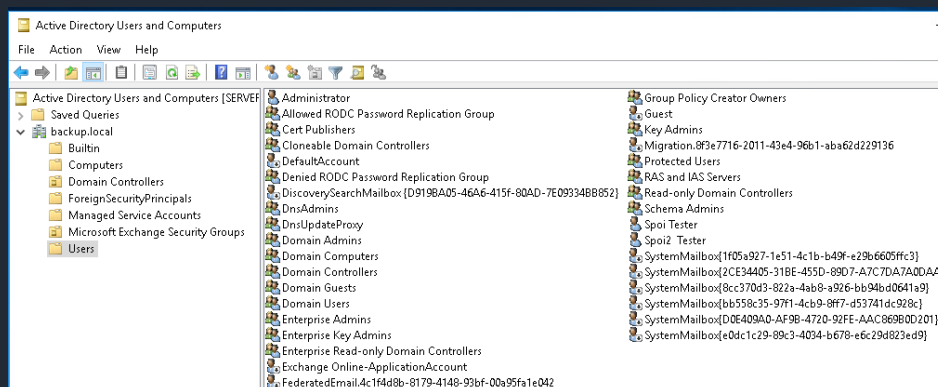 Active Directory Users and Computers
File Action View Help
Active Directory Users and Computers [SERVER
Saved Queries
backup.local
Builtin
Computers
Domain Controllers
ForeignSecurityPrincipals
Managed Service Accounts
Microsoft Exchange Security Groups
Users
Administrator
Allowed RODC Password Replication Group
Cert Publishers
Cloneable Domain Controllers
DefaultAccount
Denied RODC Password Replication Group
DiscoverySearchMailbox {D919BA05-46A6-415f-80AD-7E09334BB852}
DnsAdmins
DnsUpdateProxy
Domain Admins
Domain Computers
Domain Controllers
Domain Guests
Domain Users
Enterprise Admins
Enterprise Key Admins
Enterprise Read-only Domain Controllers
Exchange Online-ApplicationAccount
FederatedEmail.4c1f4d8b-8179-4148-93bf-00a95fa1e042
Group Policy Creator Owners
Guest
Key Admins
Migration.8f3e7716-2011-43e4-96b1-aba62d229136
Protected Users
RAS and IAS Servers
Read-only Domain Controllers
Schema Admins
Spoi Tester
Spoi2 Tester
SystemMailbox{1f05a927-1e51-4c1b-b49f-e29b6605ffc3}
SystemMailbox{2CE34405-31BE-455D-89D7-A7C7DA7A0DAA
SystemMailbox{8cc370d3-822a-4ab8-a926-bb94bd0641a9}
SystemMailbox{bb558c35-97f1-4cb9-8ff7-d53741dc928c}
SystemMailbox{D0E409A0-AF9B-4720-92FE-AAC869B0D201}
SystemMailbox{e0dc1c29-89c3-4034-b678-e6c29d823ed9}